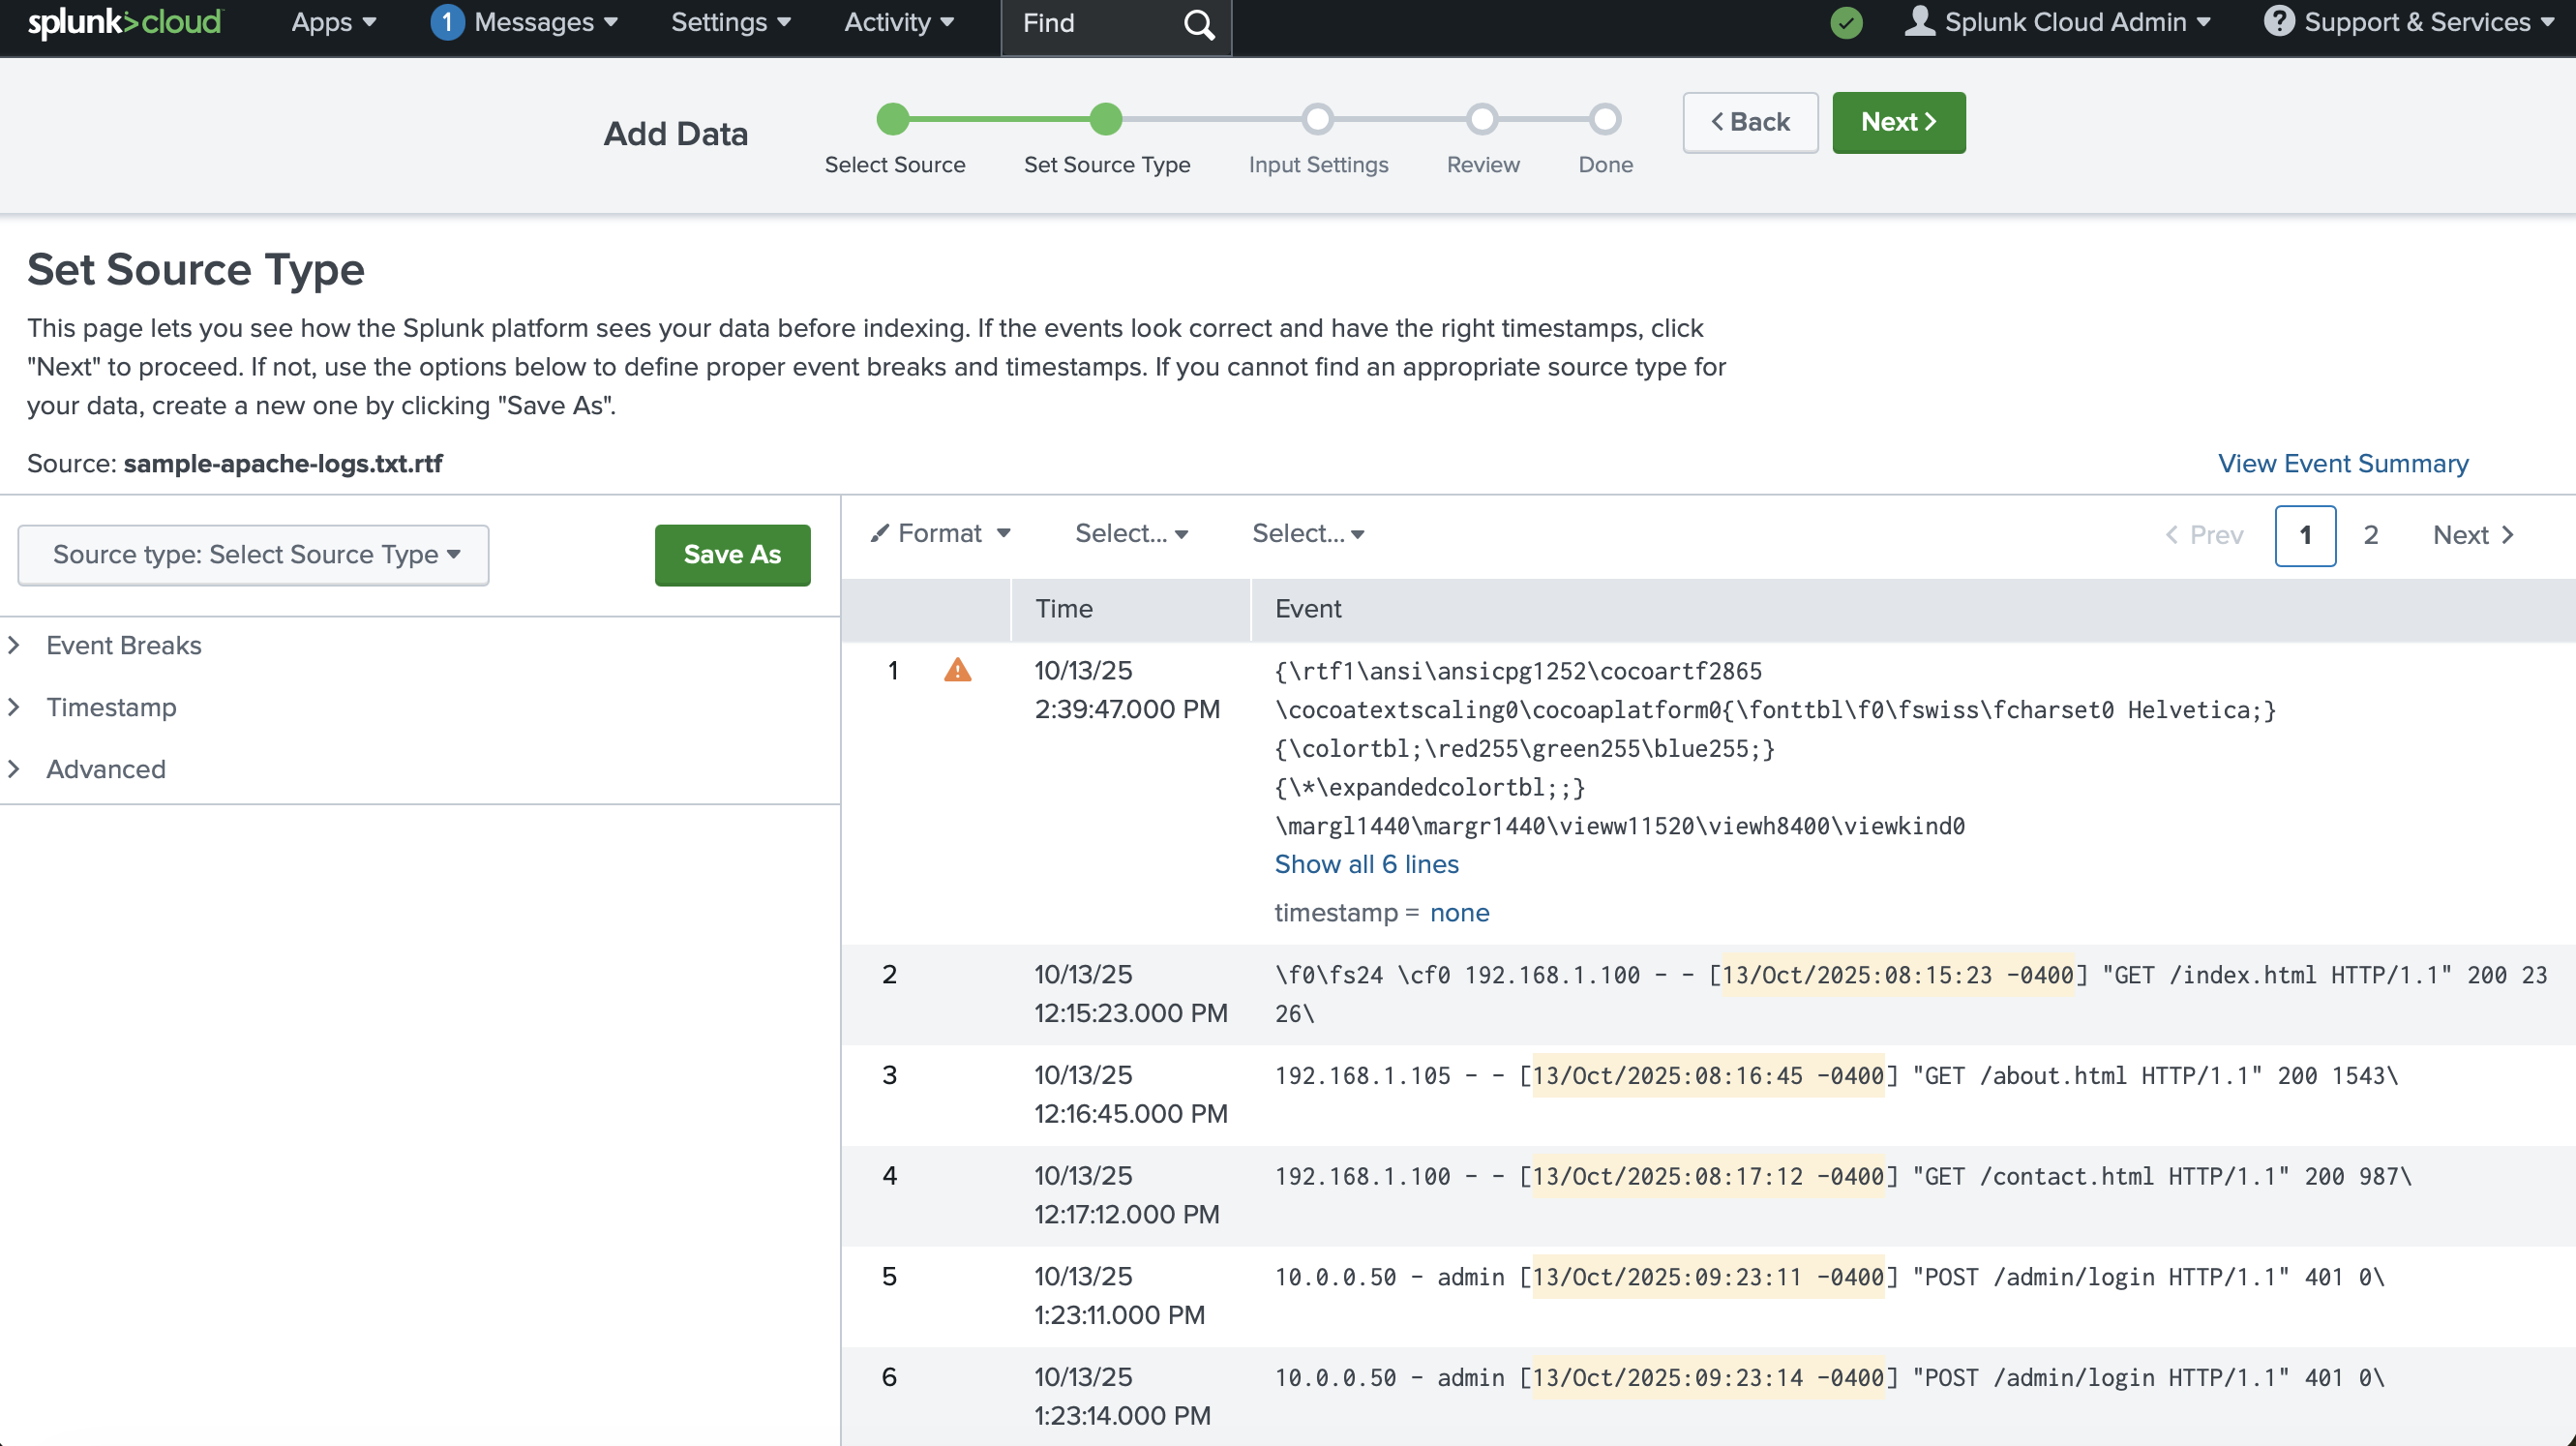 splunk>cloud Apps 1 Messages Settings Activity Find Splunk Cloud Admin ? Support & Services
Add Data
Select Source Set Source Type Input Settings Review Done
< Back Next >
Set Source Type
This page lets you see how the Splunk platform sees your data before indexing. If the events look correct and have the right timestamps, click
"Next" to proceed. If not, use the options below to define proper event breaks and timestamps. If you cannot find an appropriate source type for
your data, create a new one by clicking "Save As".
Source: sample-apache-logs.txt.rtf
View Event Summary
Source type: Select Source Type
Save As
Event Breaks
Timestamp
Advanced
Format Select... Select...
< Prev 1 2 Next >
Time Event
1 10/13/25 {\rtf1\ansi\ansicpg1252\cocoartf2865
2:39:47.000 PM \cocoatextscaling0\cocoaplatform0{\fonttbl\f0\fswiss\fcharset0 Helvetica;}
{\colortbl;\red255\green255\blue255;}
{\*\expandedcolortbl;;}
\margl1440\margr1440\vieww11520\viewh8400\viewkind0
Show all 6 lines
timestamp = none
2 10/13/25 \f0\fs24 \cf0 192.168.1.100 - - [13/Oct/2025:08:15:23 -0400] "GET /index.html HTTP/1.1" 200 23
12:15:23.000 PM 26\
3 10/13/25 192.168.1.105 - - [13/Oct/2025:08:16:45 -0400] "GET /about.html HTTP/1.1" 200 1543\
12:16:45.000 PM
4 10/13/25 192.168.1.100 - - [13/Oct/2025:08:17:12 -0400] "GET /contact.html HTTP/1.1" 200 987\
12:17:12.000 PM
5 10/13/25 10.0.0.50 - admin [13/Oct/2025:09:23:11 -0400] "POST /admin/login HTTP/1.1" 401 0\
1:23:11.000 PM
6 10/13/25 10.0.0.50 - admin [13/Oct/2025:09:23:14 -0400] "POST /admin/login HTTP/1.1" 401 0\
1:23:14.000 PM